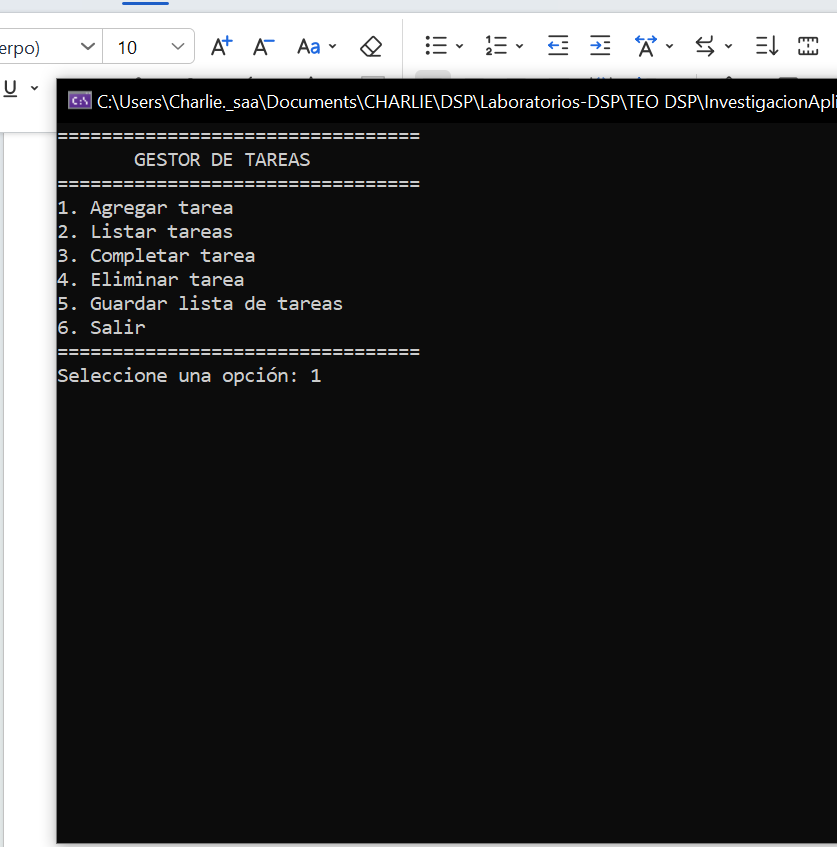 erpo) 10 A+ A- Aa
U
C:\Users\Charlie._saa\Documents\CHARLIE\DSP\Laboratorios-DSP\TEO DSP\InvestigacionApli
=================================
GESTOR DE TAREAS
=================================
1. Agregar tarea
2. Listar tareas
3. Completar tarea
4. Eliminar tarea
5. Guardar lista de tareas
6. Salir
=================================
Seleccione una opción: 1